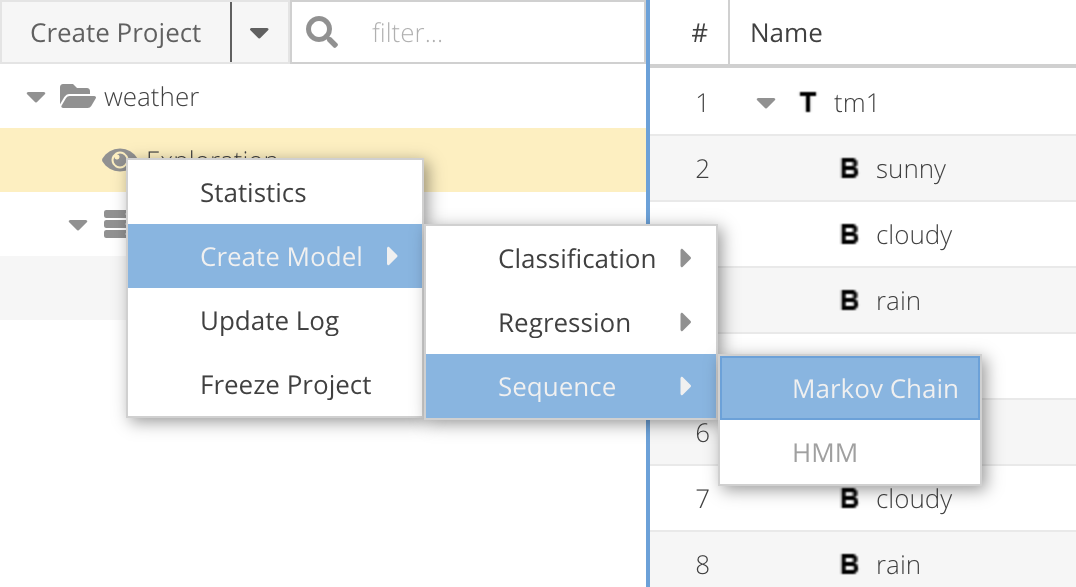 Create Project
filter...
# Name
weather
1 T tm1
Exploration
2 B sunny
Statistics
B cloudy
Create Model
Classification
B rain
Update Log
Regression
Freeze Project
Sequence
Markov Chain
6
HMM
7 B cloudy
8 B rain